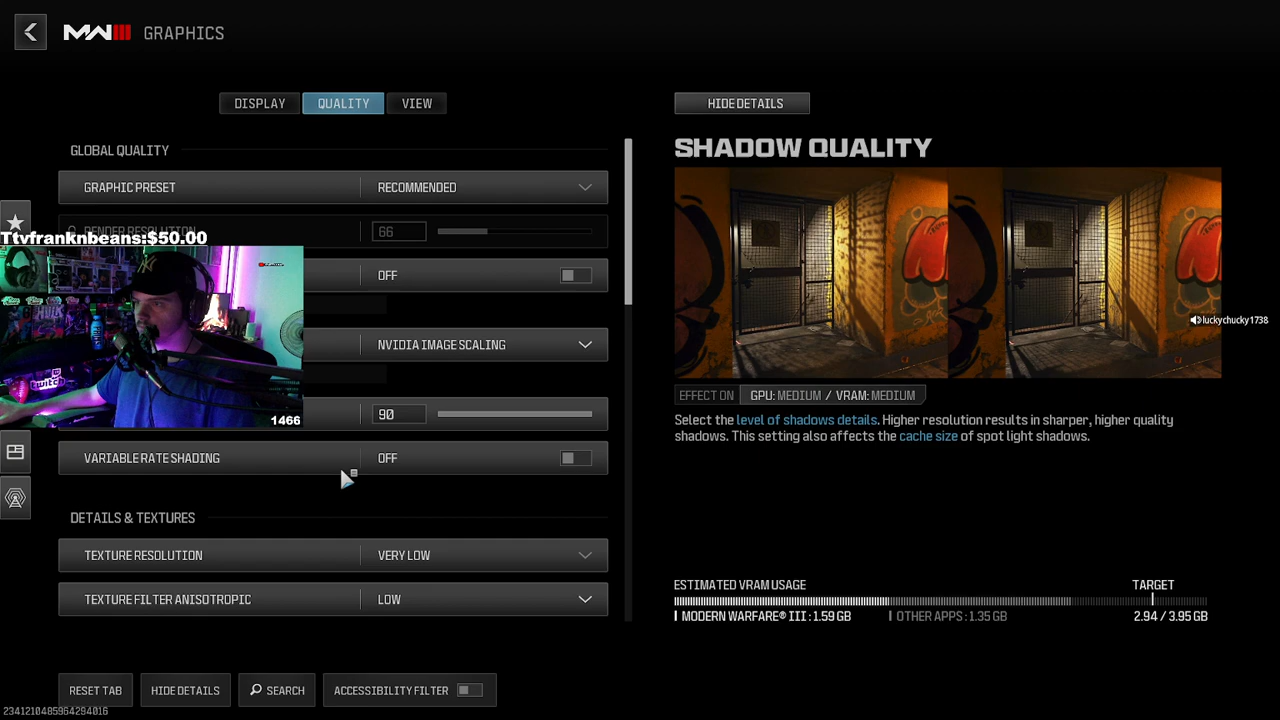 MWIII GRAPHICS
DISPLAY QUALITY VIEW
HIDE DETAILS
GLOBAL QUALITY
GRAPHIC PRESET RECOMMENDED
RENDER RESOLUTION 66
TtvfranKnbeans:$50.00
OFF
NVIDIA IMAGE SCALING
90
twitch
1466
VARIABLE RATE SHADING OFF
DETAILS & TEXTURES
TEXTURE RESOLUTION VERY LOW
TEXTURE FILTER ANISOTROPIC LOW
SHADOW QUALITY
luckychucky1738
EFFECT ON GPU: MEDIUM / VRAM: MEDIUM
Select the level of shadows details. Higher resolution results in sharper, higher quality
shadows. This setting also affects the cache size of spot light shadows.
ESTIMATED VRAM USAGE TARGET
MODERN WARFARE® III : 1.59 GB OTHER APPS : 1.35 GB 2.94 / 3.95 GB
RESET TAB HIDE DETAILS SEARCH ACCESSIBILITY FILTER
2341210485964294016